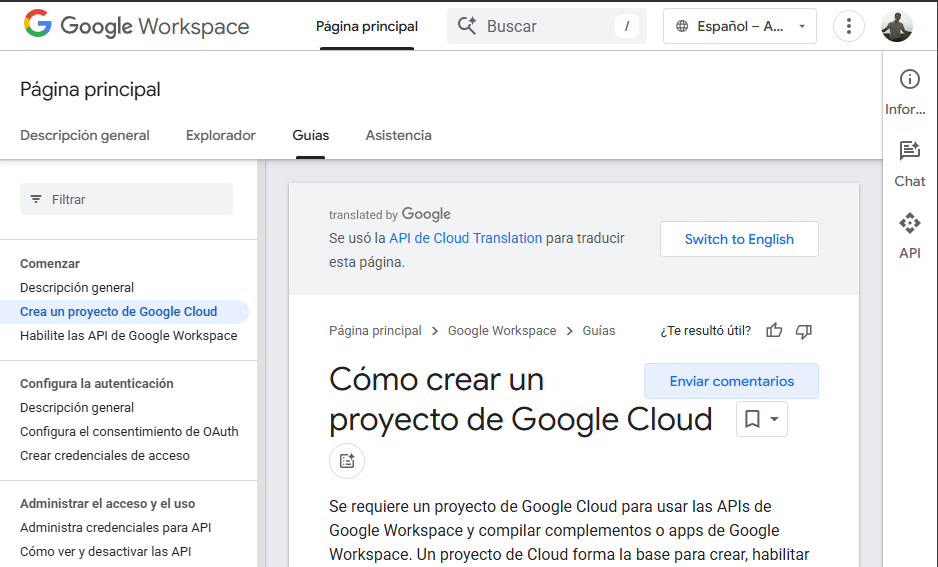 Google Workspace
Página principal
Buscar
/
Español – A...
Página principal
Descripción general
Explorador
Guías
Asistencia
Filtrar
Comenzar
Descripción general
Crea un proyecto de Google Cloud
Habilite las API de Google Workspace
Configura la autenticación
Descripción general
Configura el consentimiento de OAuth
Crear credenciales de acceso
Administrar el acceso y el uso
Administra credenciales para API
Cómo ver y desactivar las API
translated by Google
Se usó la API de Cloud Translation para traducir
esta página.
Switch to English
Página principal > Google Workspace > Guías
¿Te resultó útil?
Cómo crear un
proyecto de Google Cloud
Enviar comentarios
Se requiere un proyecto de Google Cloud para usar las APIs de
Google Workspace y compilar complementos o apps de Google
Workspace. Un proyecto de Cloud forma la base para crear, habilitar
Infor...
Chat
API